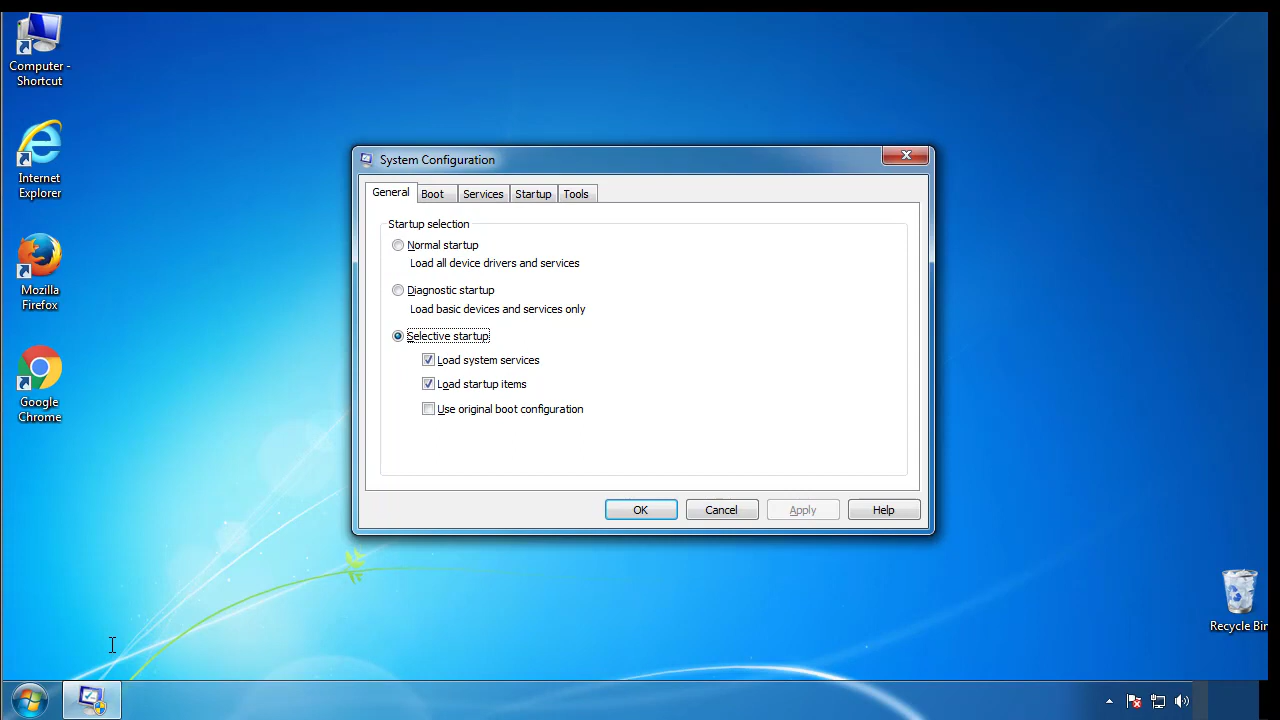 Computer -
Shortcut
Internet
Explorer
Mozilla
Firefox
Google
Chrome
System Configuration
General Boot Services Startup Tools
Startup selection
Normal startup
Load all device drivers and services
Diagnostic startup
Load basic devices and services only
Selective startup
Load system services
Load startup items
Use original boot configuration
OK Cancel Apply Help
Recycle Bin